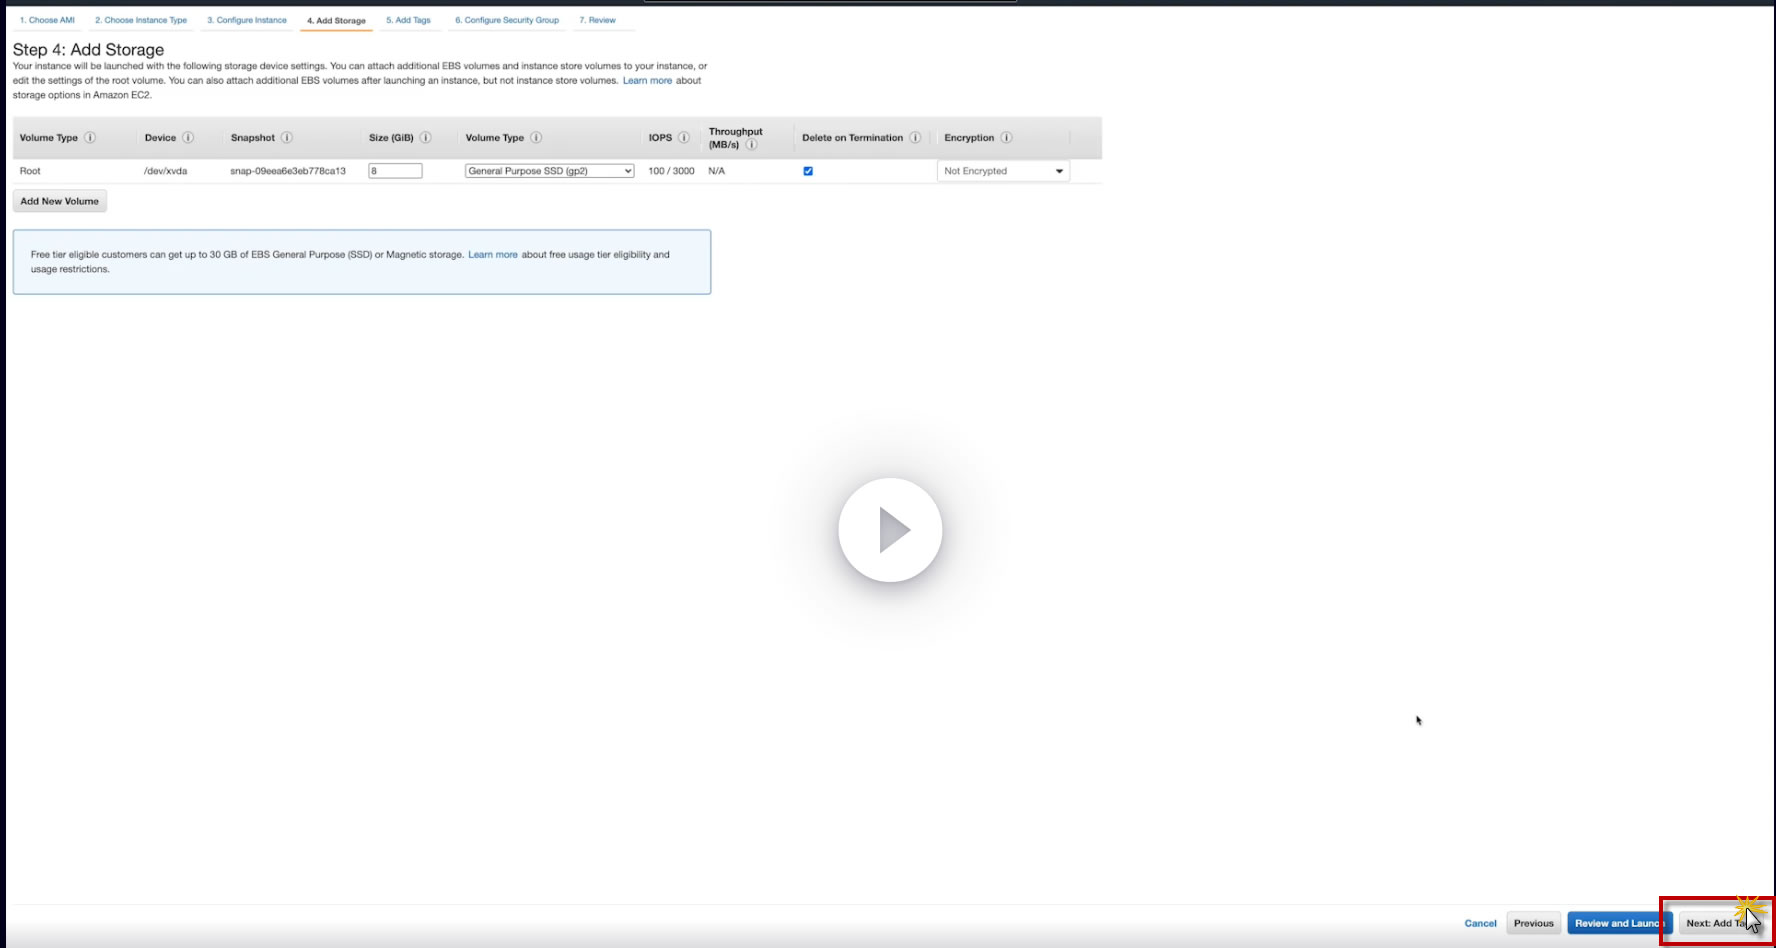 1. Choose AMI 2. Choose Instance Type 3. Configure Instance 4. Add Storage 5. Add Tags 6. Configure Security Group 7. Review
Step 4: Add Storage
Your instance will be launched with the following storage device settings. You can attach additional EBS volumes and instance store volumes to your instance, or
edit the settings of the root volume. You can also attach additional EBS volumes after launching an instance, but not instance store volumes. Learn more about
storage options in Amazon EC2.
Volume Type Device Snapshot Size (GiB) Volume Type IOPS Throughput (MB/s) Delete on Termination Encryption
Root /dev/xvda snap-09eea6e3eb778ca13 8 General Purpose SSD (gp2) 100 / 3000 N/A Not Encrypted
Add New Volume
Free tier eligible customers can get up to 30 GB of EBS General Purpose (SSD) or Magnetic storage. Learn more about free usage tier eligibility and
usage restrictions.
Cancel Previous Review and Launch Next: Add Ta